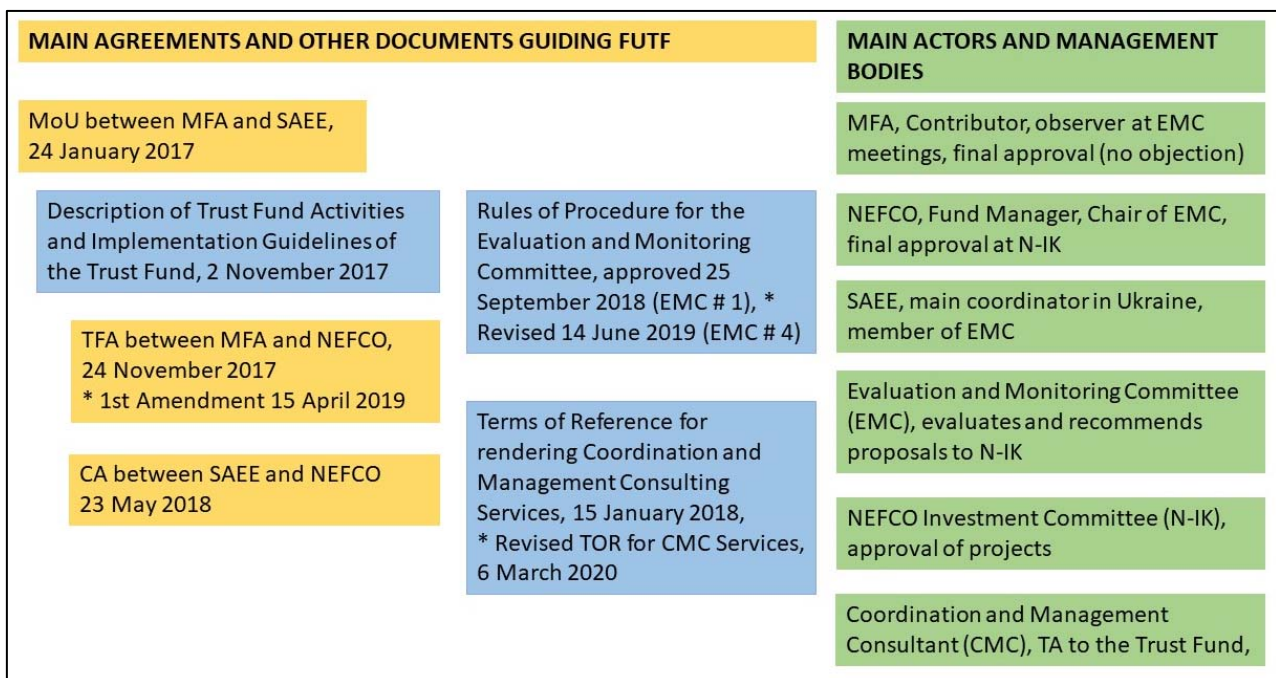 MAIN AGREEMENTS AND OTHER DOCUMENTS GUIDING FUTF
MoU between MFA and SAEE,
24 January 2017
Description of Trust Fund Activities
and Implementation Guidelines of
the Trust Fund, 2 November 2017
TFA between MFA and NEFCO,
24 November 2017
* 1st Amendment 15 April 2019
CA between SAEE and NEFCO
23 May 2018
Rules of Procedure for the
Evaluation and Monitoring
Committee, approved 25
September 2018 (EMC # 1), *
Revised 14 June 2019 (EMC # 4)
Terms of Reference for
rendering Coordination and
Management Consulting
Services, 15 January 2018,
* Revised TOR for CMC Services,
6 March 2020
MAIN ACTORS AND MANAGEMENT
BODIES
MFA, Contributor, observer at EMC
meetings, final approval (no objection)
NEFCO, Fund Manager, Chair of EMC,
final approval at N-IK
SAEE, main coordinator in Ukraine,
member of EMC
Evaluation and Monitoring Committee
(EMC), evaluates and recommends
proposals to N-IK
NEFCO Investment Committee (N-IK),
approval of projects
Coordination and Management
Consultant (CMC), TA to the Trust Fund,